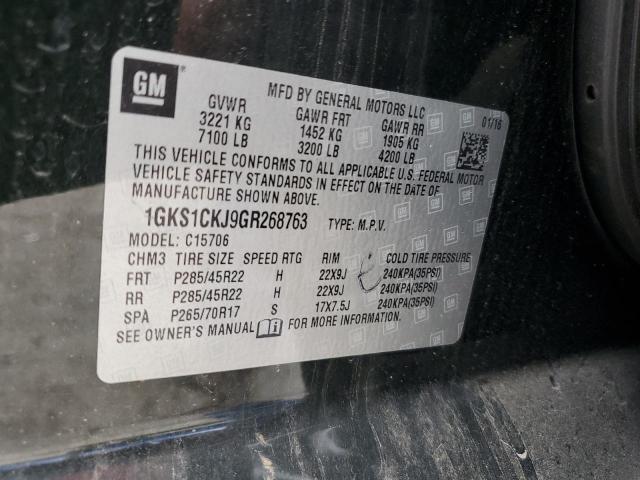 GM
MFD BY GENERAL MOTORS LLC
01/16
GVWR GAWR FRT GAWR RR
3221 KG 1452 KG 1905 KG
7100 LB 3200 LB 4200 LB
THIS VEHICLE CONFORMS TO ALL APPLICABLE U.S. FEDERAL MOTOR
VEHICLE SAFETY STANDARDS IN EFFECT ON THE DATE OF
MANUFACTURE SHOWN ABOVE.
1GKS1CKJ9GR268763 TYPE: M.P.V.
MODEL: C15706
CHM3 TIRE SIZE SPEED RTG RIM COLD TIRE PRESSURE
FRT P285/45R22 H 22X9J 240KPA(35PSI)
RR P285/45R22 H 22X9J 240KPA(35PSI)
SPA P265/70R17 S 17X7.5J 240KPA(35PSI)
SEE OWNER'S MANUAL i FOR MORE INFORMATION.